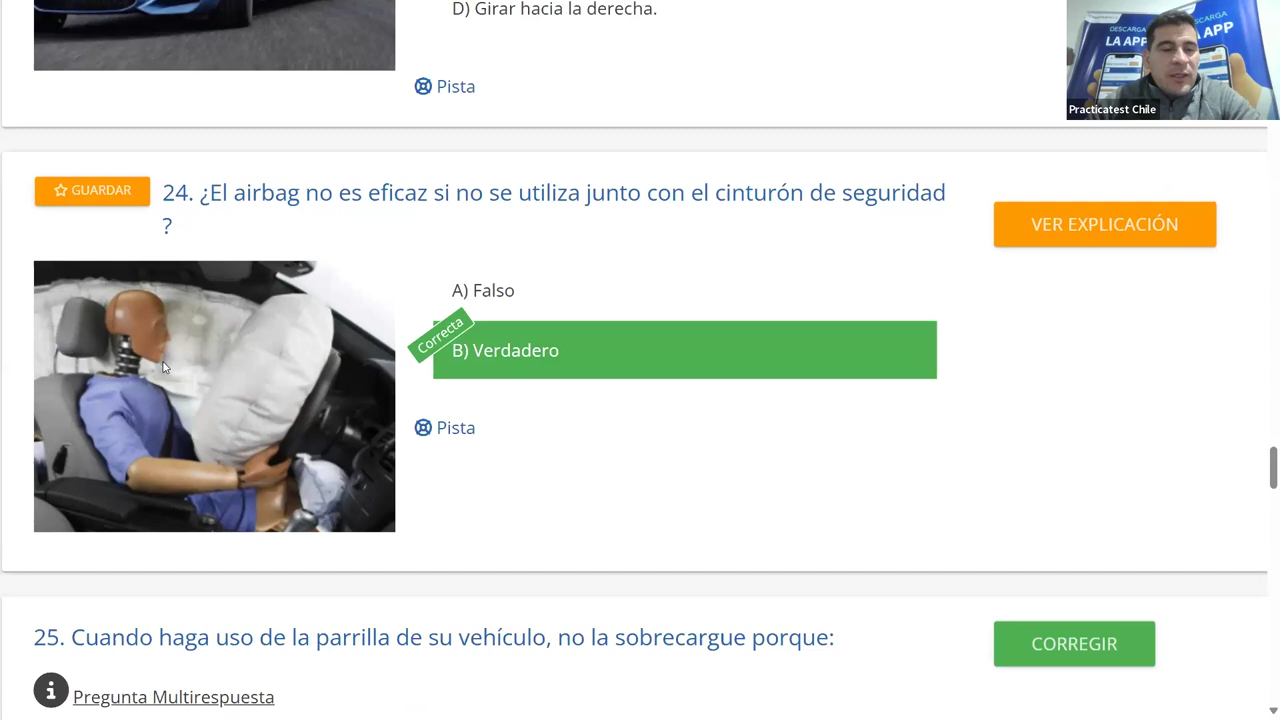 D) Girar hacia la derecha.
Pista
DESCARGA
LA APP
DESCARGA
LA APP
Practicatest Chile
GUARDAR
24. ¿El airbag no es eficaz si no se utiliza junto con el cinturón de seguridad
?
VER EXPLICACIÓN
A) Falso
Correcta
B) Verdadero
Pista
25. Cuando haga uso de la parrilla de su vehículo, no la sobrecargue porque:
CORREGIR
Pregunta Multirespuesta